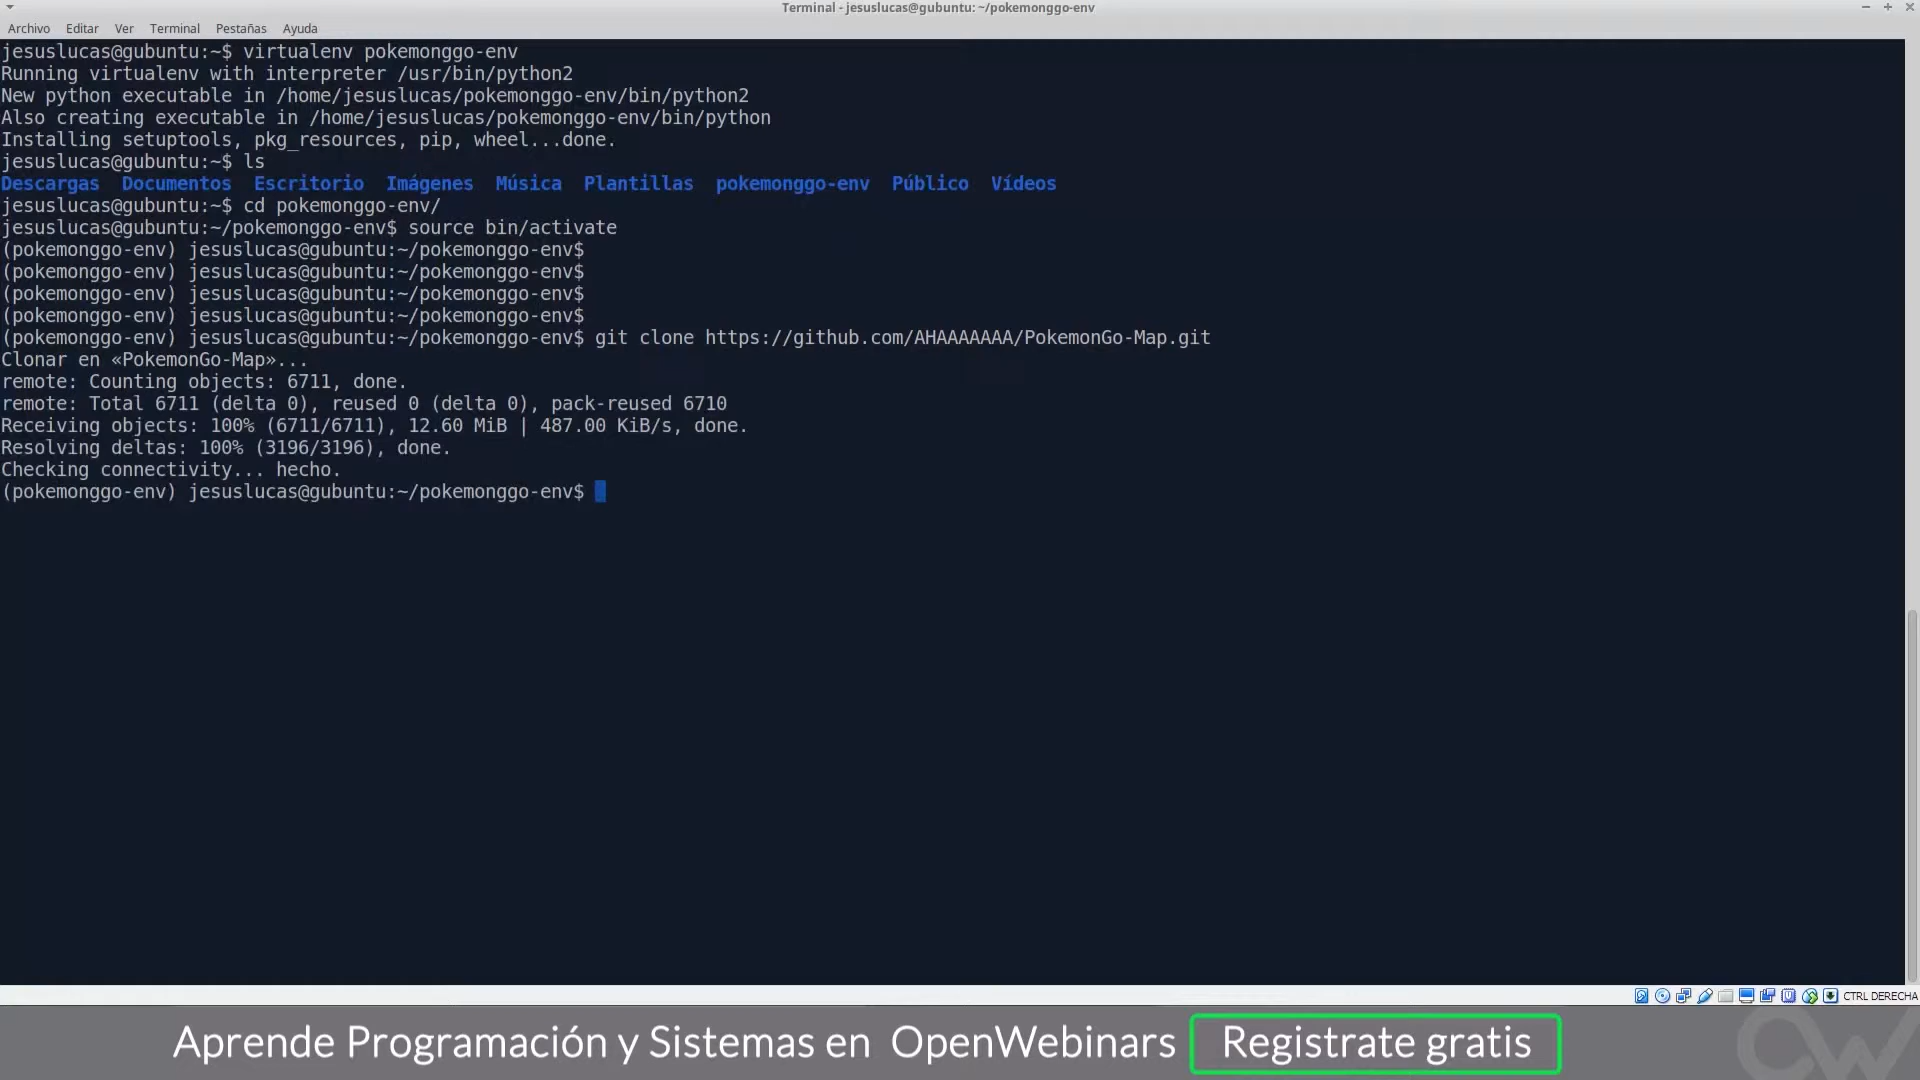 Terminal - jesuslucas@gubuntu: ~/pokemonggo-env
Archivo Editar Ver Terminal Pestañas Ayuda
jesuslucas@gubuntu:~$ virtualenv pokemonggo-env
Running virtualenv with interpreter /usr/bin/python2
New python executable in /home/jesuslucas/pokemonggo-env/bin/python2
Also creating executable in /home/jesuslucas/pokemonggo-env/bin/python
Installing setuptools, pkg_resources, pip, wheel...done.
jesuslucas@gubuntu:~$ ls
Descargas Documentos Escritorio Imágenes Música Plantillas pokemonggo-env Público Vídeos
jesuslucas@gubuntu:~$ cd pokemonggo-env/
jesuslucas@gubuntu:~/pokemonggo-env$ source bin/activate
(pokemonggo-env) jesuslucas@gubuntu:~/pokemonggo-env$
(pokemonggo-env) jesuslucas@gubuntu:~/pokemonggo-env$
(pokemonggo-env) jesuslucas@gubuntu:~/pokemonggo-env$
(pokemonggo-env) jesuslucas@gubuntu:~/pokemonggo-env$
(pokemonggo-env) jesuslucas@gubuntu:~/pokemonggo-env$ git clone https://github.com/AHAAAAAAA/PokemonGo-Map.git
Clonar en «PokemonGo-Map»...
remote: Counting objects: 6711, done.
remote: Total 6711 (delta 0), reused 0 (delta 0), pack-reused 6710
Receiving objects: 100% (6711/6711), 12.60 MiB | 487.00 KiB/s, done.
Resolving deltas: 100% (3196/3196), done.
Checking connectivity... hecho.
(pokemonggo-env) jesuslucas@gubuntu:~/pokemonggo-env$
CTRL DERECHA
Aprende Programación y Sistemas en OpenWebinars Registrate gratis